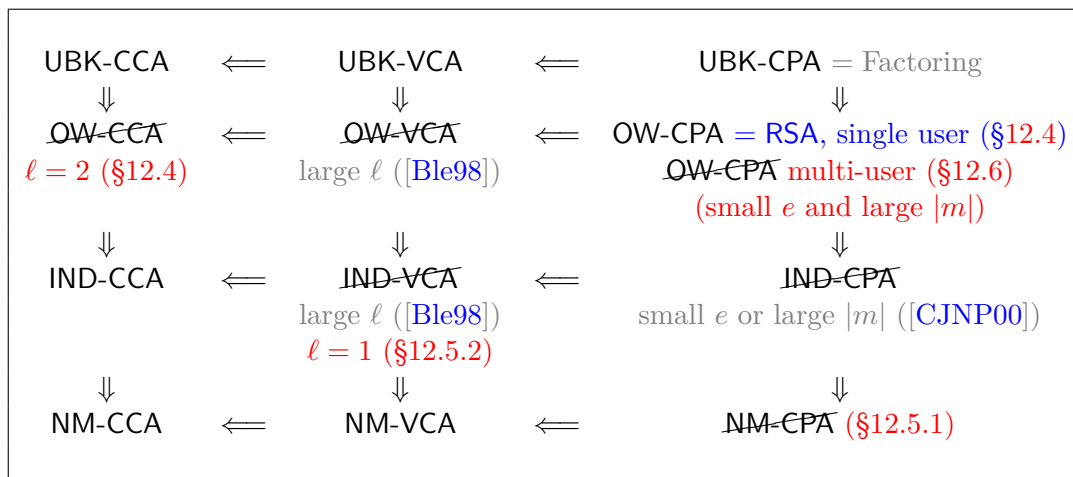 UBK-CCA ⟸ UBK-VCA ⟸ UBK-CPA = Factoring
⇓ ⇓ ⇓
OW-CCA ⟸ OW-VCA ⟸ OW-CPA = RSA, single user (§12.4)
ℓ = 2 (§12.4) large ℓ ([Ble98]) OW-CPA multi-user (§12.6)
(small e and large |m|)
⇓ ⇓ ⇓
IND-CCA ⟸ IND-VCA ⟸ IND-CPA
large ℓ ([Ble98]) small e or large |m| ([CJNP00])
ℓ = 1 (§12.5.2)
⇓ ⇓ ⇓
NM-CCA ⟸ NM-VCA ⟸ NM-CPA (§12.5.1)